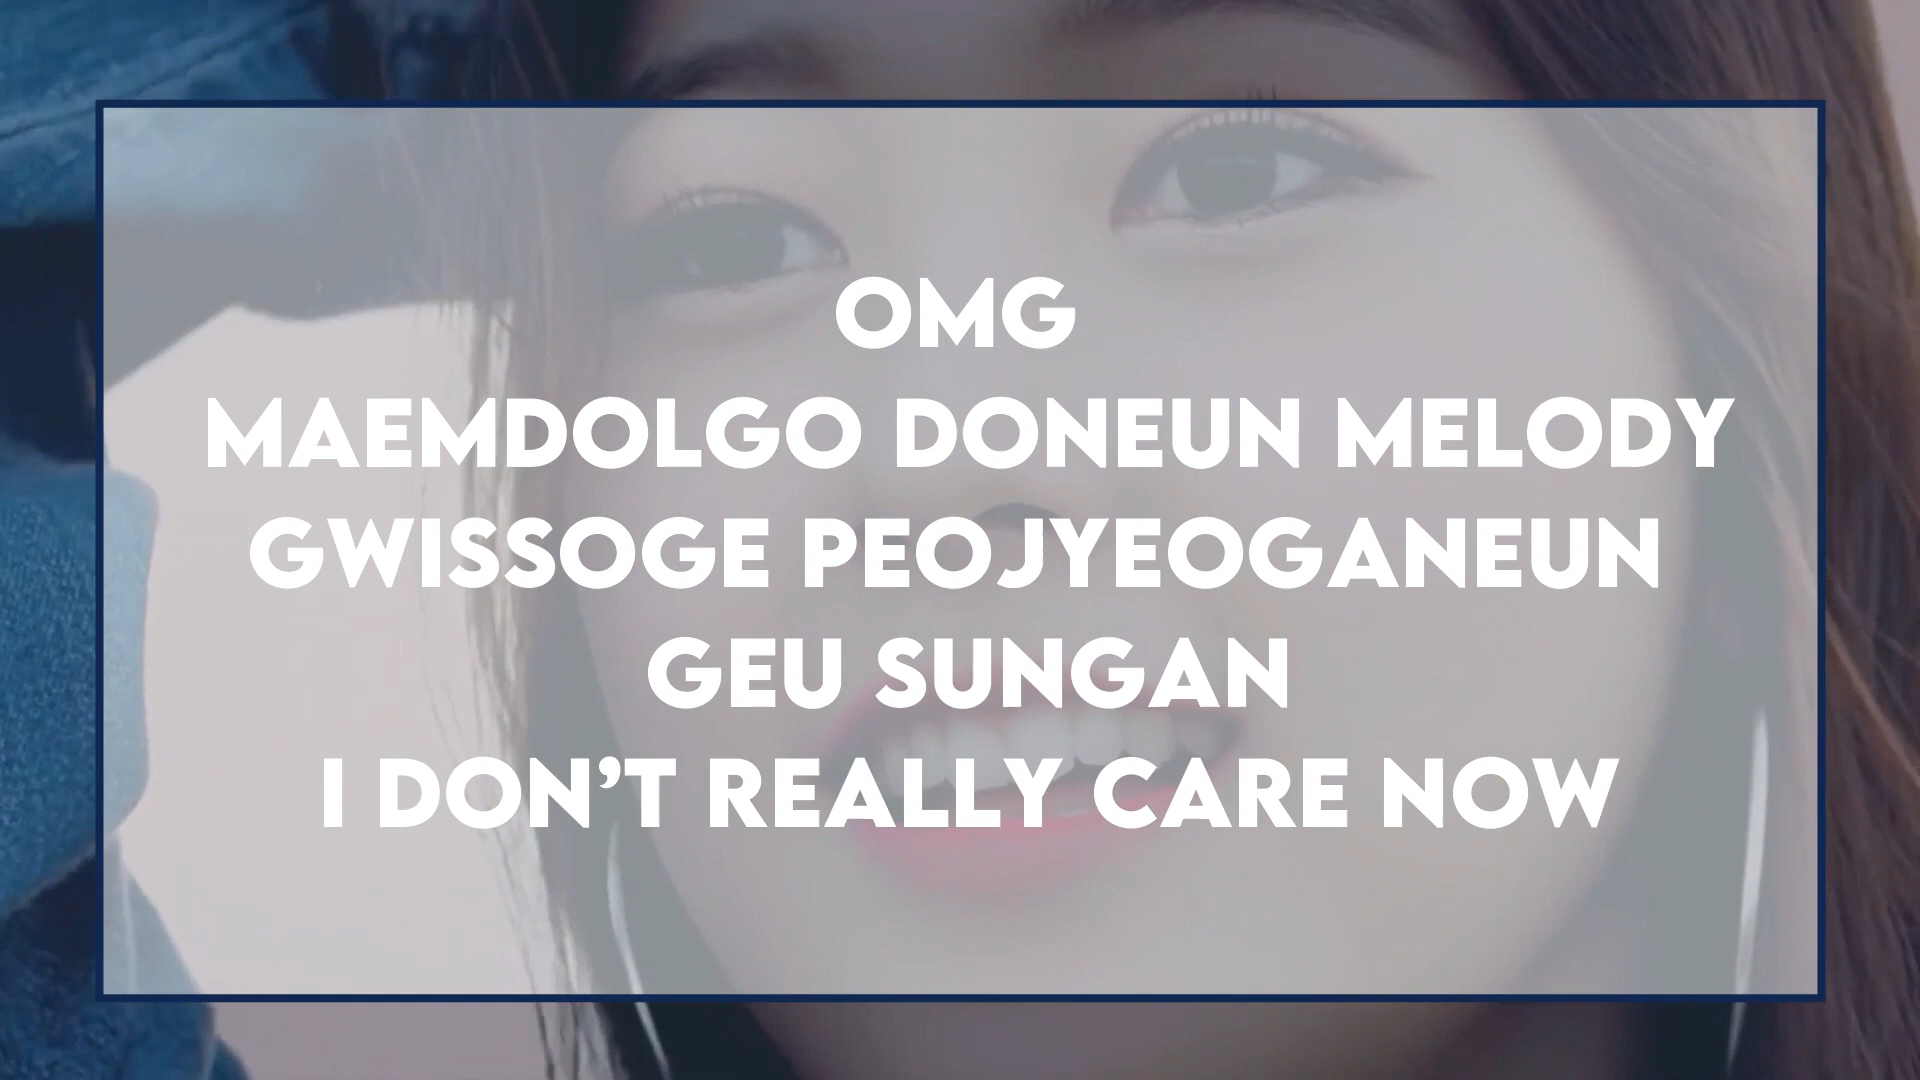 OMG
MAEMDOLGO DONEUN MELODY
GWISSOGE PEOJYEOGANEUN
GEU SUNGAN
I DON’T REALLY CARE NOW